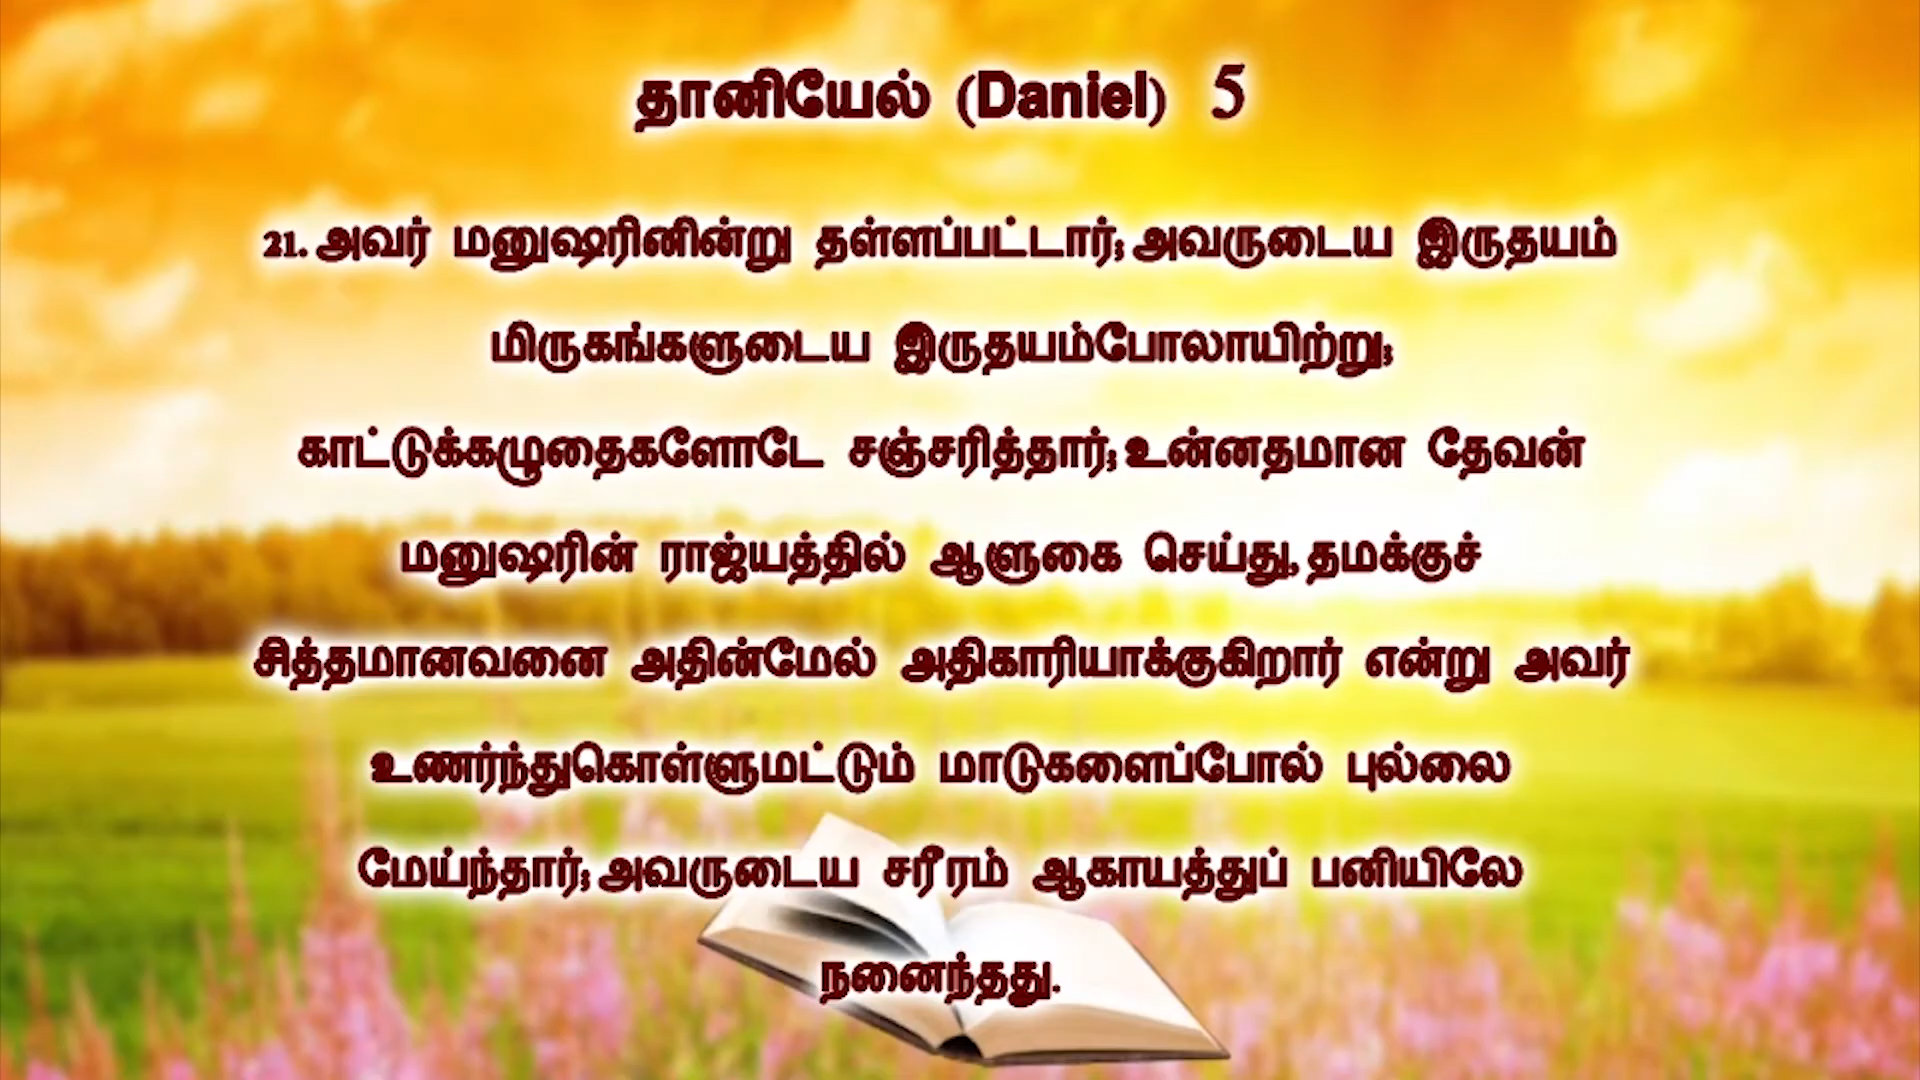 தானியேல் (Daniel) 5
21. அவர் மனுஷரினின்று தள்ளப்பட்டார்; அவருடைய இருதயம்
மிருகங்களுடைய இருதயம்போலாயிற்று;
காட்டுக்கழுதைகளோடே சஞ்சரித்தார்; உன்னதமான தேவன்
மனுஷரின் ராஜ்யத்தில் ஆளுகை செய்து, தமக்குச்
சித்தமானவனை அதின்மேல் அதிகாரியாக்குகிறார் என்று அவர்
உணர்ந்துகொள்ளுமட்டும் மாடுகளைப்போல் புல்லை
மேய்ந்தார்; அவருடைய சரீரம் ஆகாயத்துப் பனியிலே
நனைந்தது.